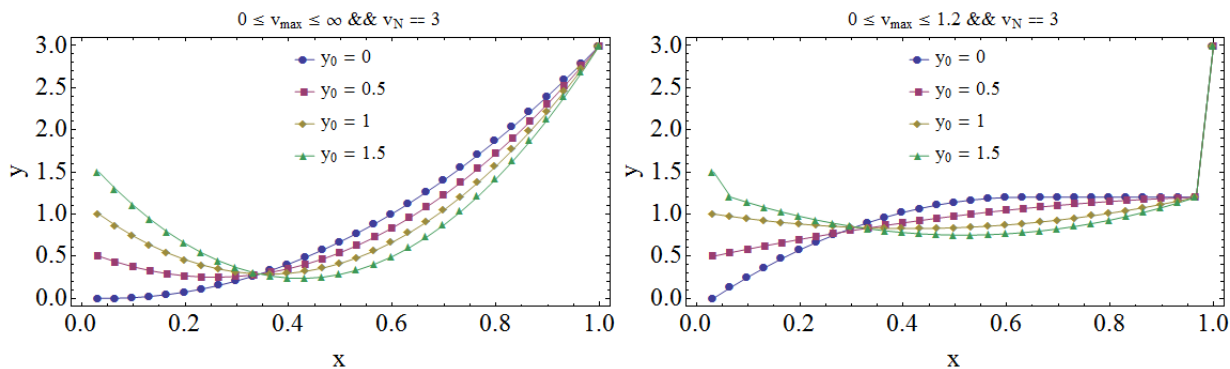 0 ≤ v_max ≤ ∞ && v_N == 3
3.0
2.5
2.0
1.5
1.0
0.5
0.0
y
y_0 = 0
y_0 = 0.5
y_0 = 1
y_0 = 1.5
0.0 0.2 0.4 0.6 0.8 1.0
x
0 ≤ v_max ≤ 1.2 && v_N == 3
3.0
2.5
2.0
1.5
1.0
0.5
0.0
y
y_0 = 0
y_0 = 0.5
y_0 = 1
y_0 = 1.5
0.0 0.2 0.4 0.6 0.8 1.0
x